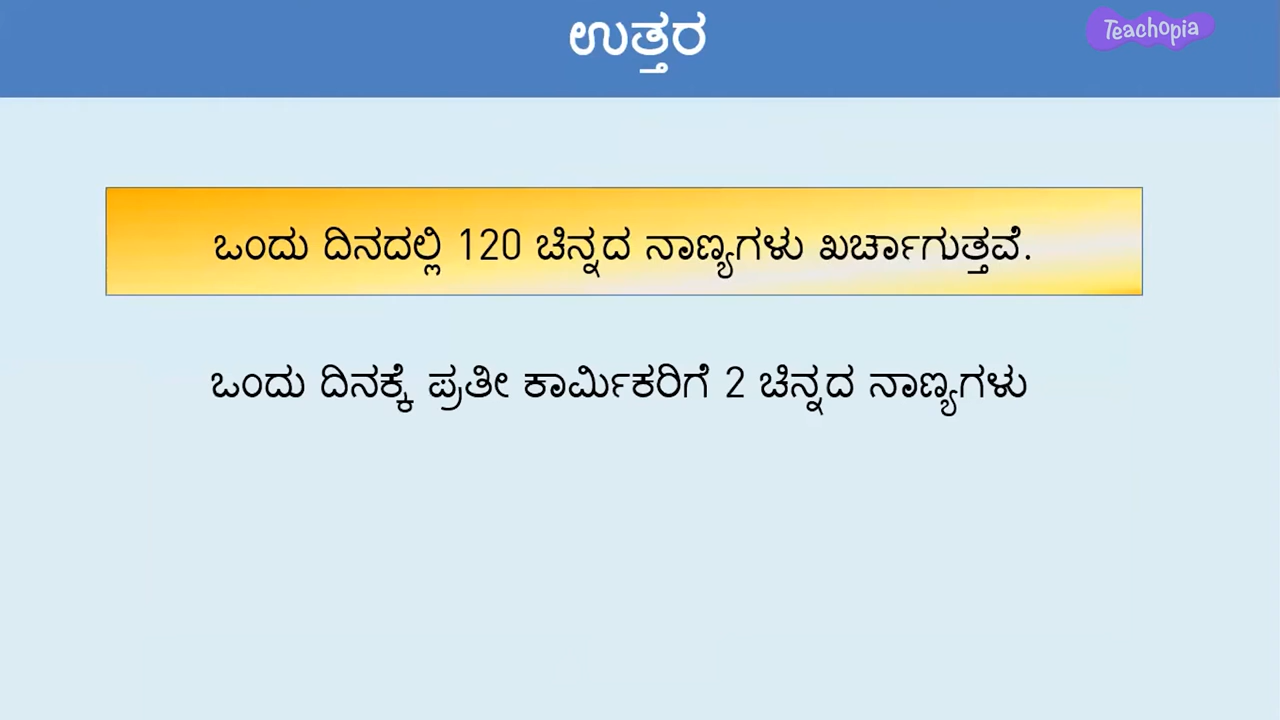 ಉತ್ತರ
Teachopia
ಒಂದು ದಿನದಲ್ಲಿ 120 ಚಿನ್ನದ ನಾಣ್ಯಗಳು ಖರ್ಚಾಗುತ್ತವೆ.
ಒಂದು ದಿನಕ್ಕೆ ಪ್ರತೀ ಕಾರ್ಮಿಕರಿಗೆ 2 ಚಿನ್ನದ ನಾಣ್ಯಗಳು